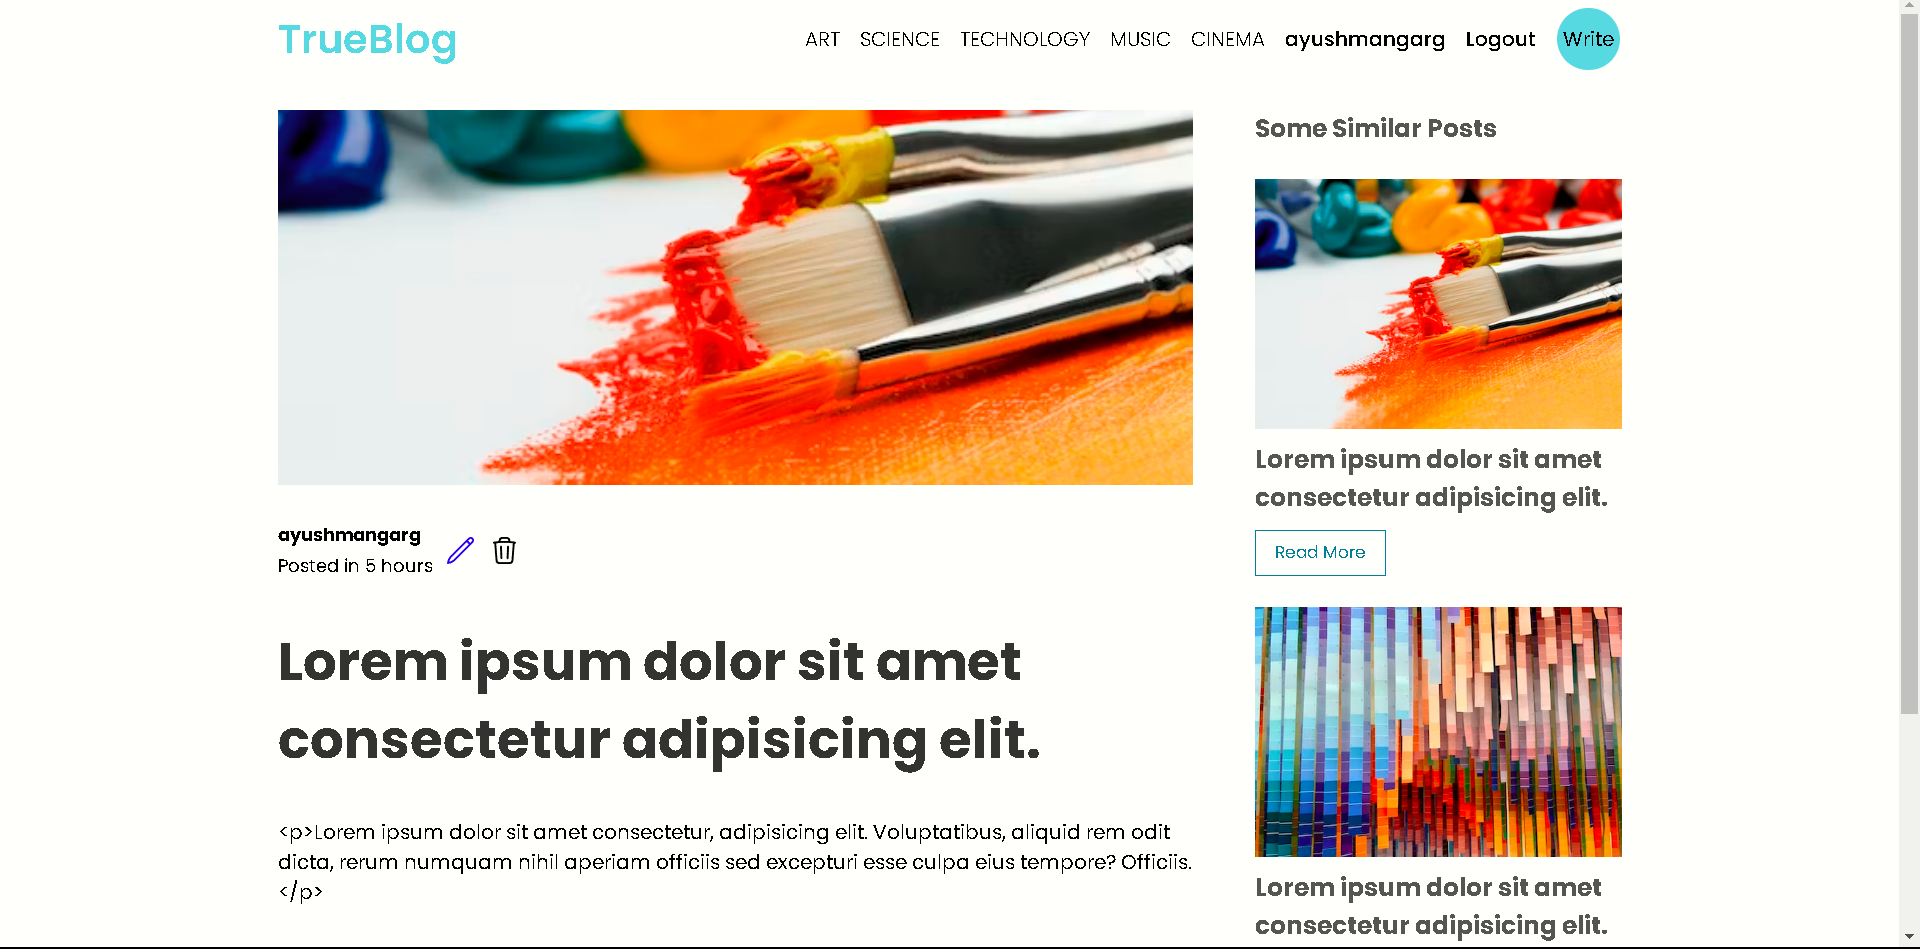 TrueBlog
ART SCIENCE TECHNOLOGY MUSIC CINEMA ayushmangarg Logout Write
ayushmangarg
Posted in 5 hours
Lorem ipsum dolor sit amet
consectetur adipisicing elit.
<p>Lorem ipsum dolor sit amet consectetur, adipisicing elit. Voluptatibus, aliquid rem odit
dicta, rerum numquam nihil aperiam officiis sed excepturi esse culpa eius tempore? Officiis.
</p>
Some Similar Posts
Lorem ipsum dolor sit amet
consectetur adipisicing elit.
Read More
Lorem ipsum dolor sit amet
consectetur adipisicing elit.